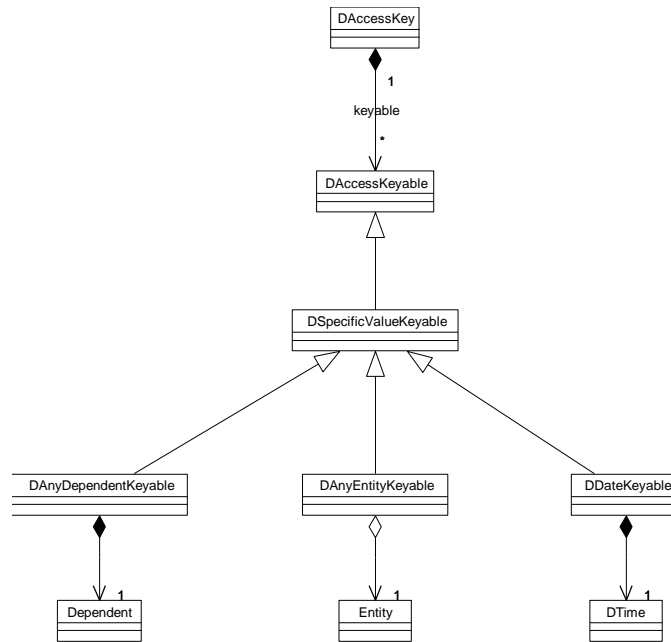 DAccessKey
1
keyable
*
DAccessKeyable
DSpecificValueKeyable
DAnyDependentKeyable
DAnyEntityKeyable
DDateKeyable
1
1
1
Dependent
Entity
DTime